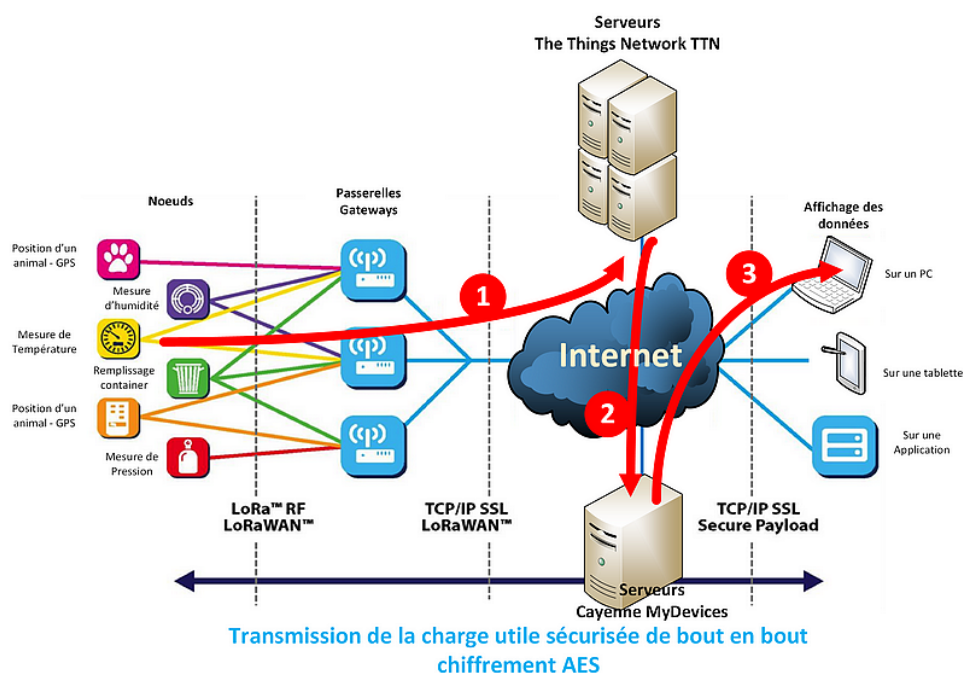 Serveurs
The Things Network TTN
Noeuds
Passerelles
Gateways
Affichage des
données
Position d'un
animal - GPS
Mesure
d'humidité
Mesure de
Température
Remplissage
container
Position d'un
animal - GPS
Mesure de
Pression
1
2
3
Internet
Sur un PC
Sur une tablette
Sur une
Application
LoRa™ RF
LoRaWAN™
TCP/IP SSL
LoRaWAN™
TCP/IP SSL
Secure Payload
Serveurs
Cayenne MyDevices
Transmission de la charge utile sécurisée de bout en bout
chiffrement AES